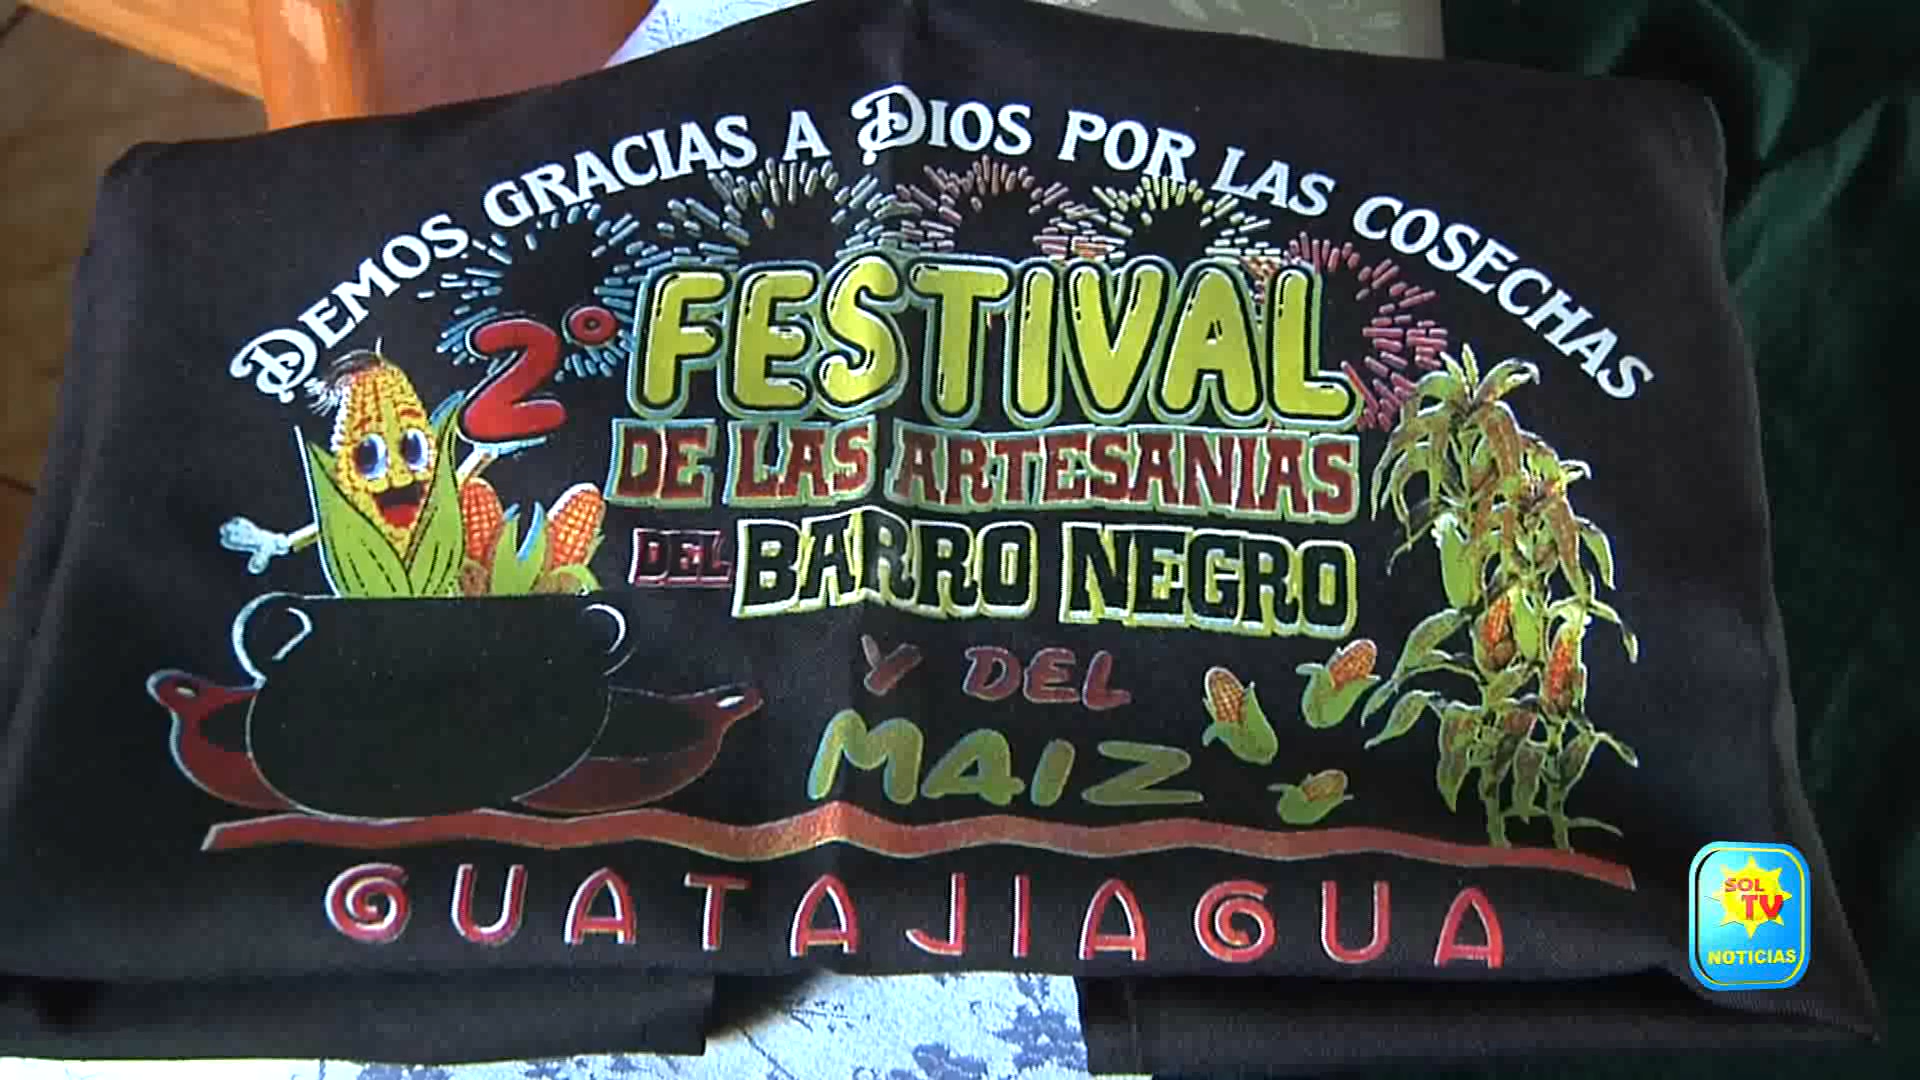 DEMOS GRACIAS A DIOS POR LAS COSECHAS
2° FESTIVAL
DE LAS ARTESANIAS
DEL BARRO NEGRO
Y DEL
MAIZ
GUATAJIAGUA
SOL
TV
NOTICIAS